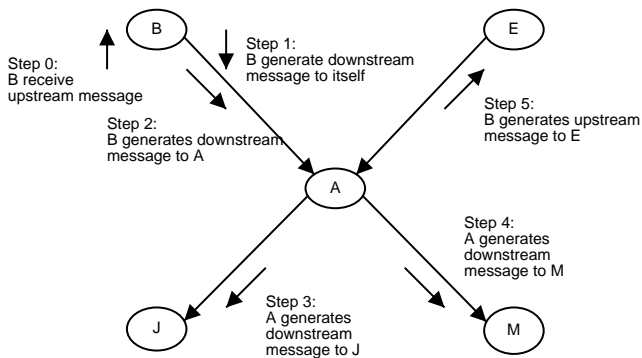 B
E
Step 0:
B receive
upstream message
Step 1:
B generate downstream
message to itself
Step 2:
B generates downstream
message to A
Step 5:
B generates upstream
message to E
A
Step 4:
A generates
downstream
message to M
Step 3:
A generates
downstream
message to J
J
M